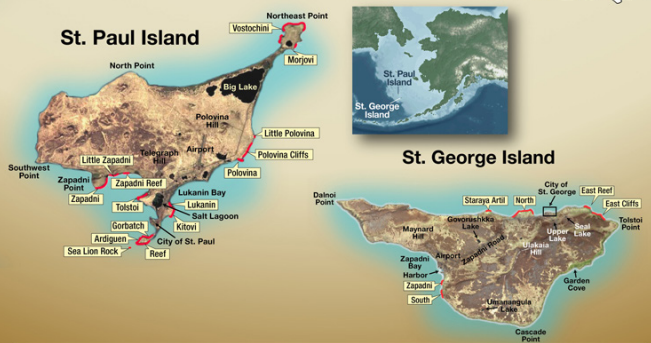 St. Paul Island
Northeast Point
Vostochini
Morjovi
North Point
Big Lake
Polovina
Hill
Little Polovina
Telegraph
Hill
Airport
Polovina Cliffs
Little Zapadni
Polovina
Southwest
Point
Zapadni
Point
Zapadni Reef
Zapadni
Lukanin Bay
Tolstoi
Lukanin
Salt Lagoon
Gorbatch
Kitovi
Ardiguen
City of St. Paul
Sea Lion Rock
Reef
St. Paul
Island
St. George
Island
St. George Island
Dalnoi
Point
Staraya Artil
North
City of
St. George
East Reef
East Cliffs
Tolstoi
Point
Govorushkka
Lake
Maynard
Hill
Upper
Lake
Seal
Lake
Zapadni Road
Ulakaia
Hill
Airport
Zapadni
Bay
Harbor
Zapadni
South
Garden
Cove
Umanangula
Lake
Cascade
Point